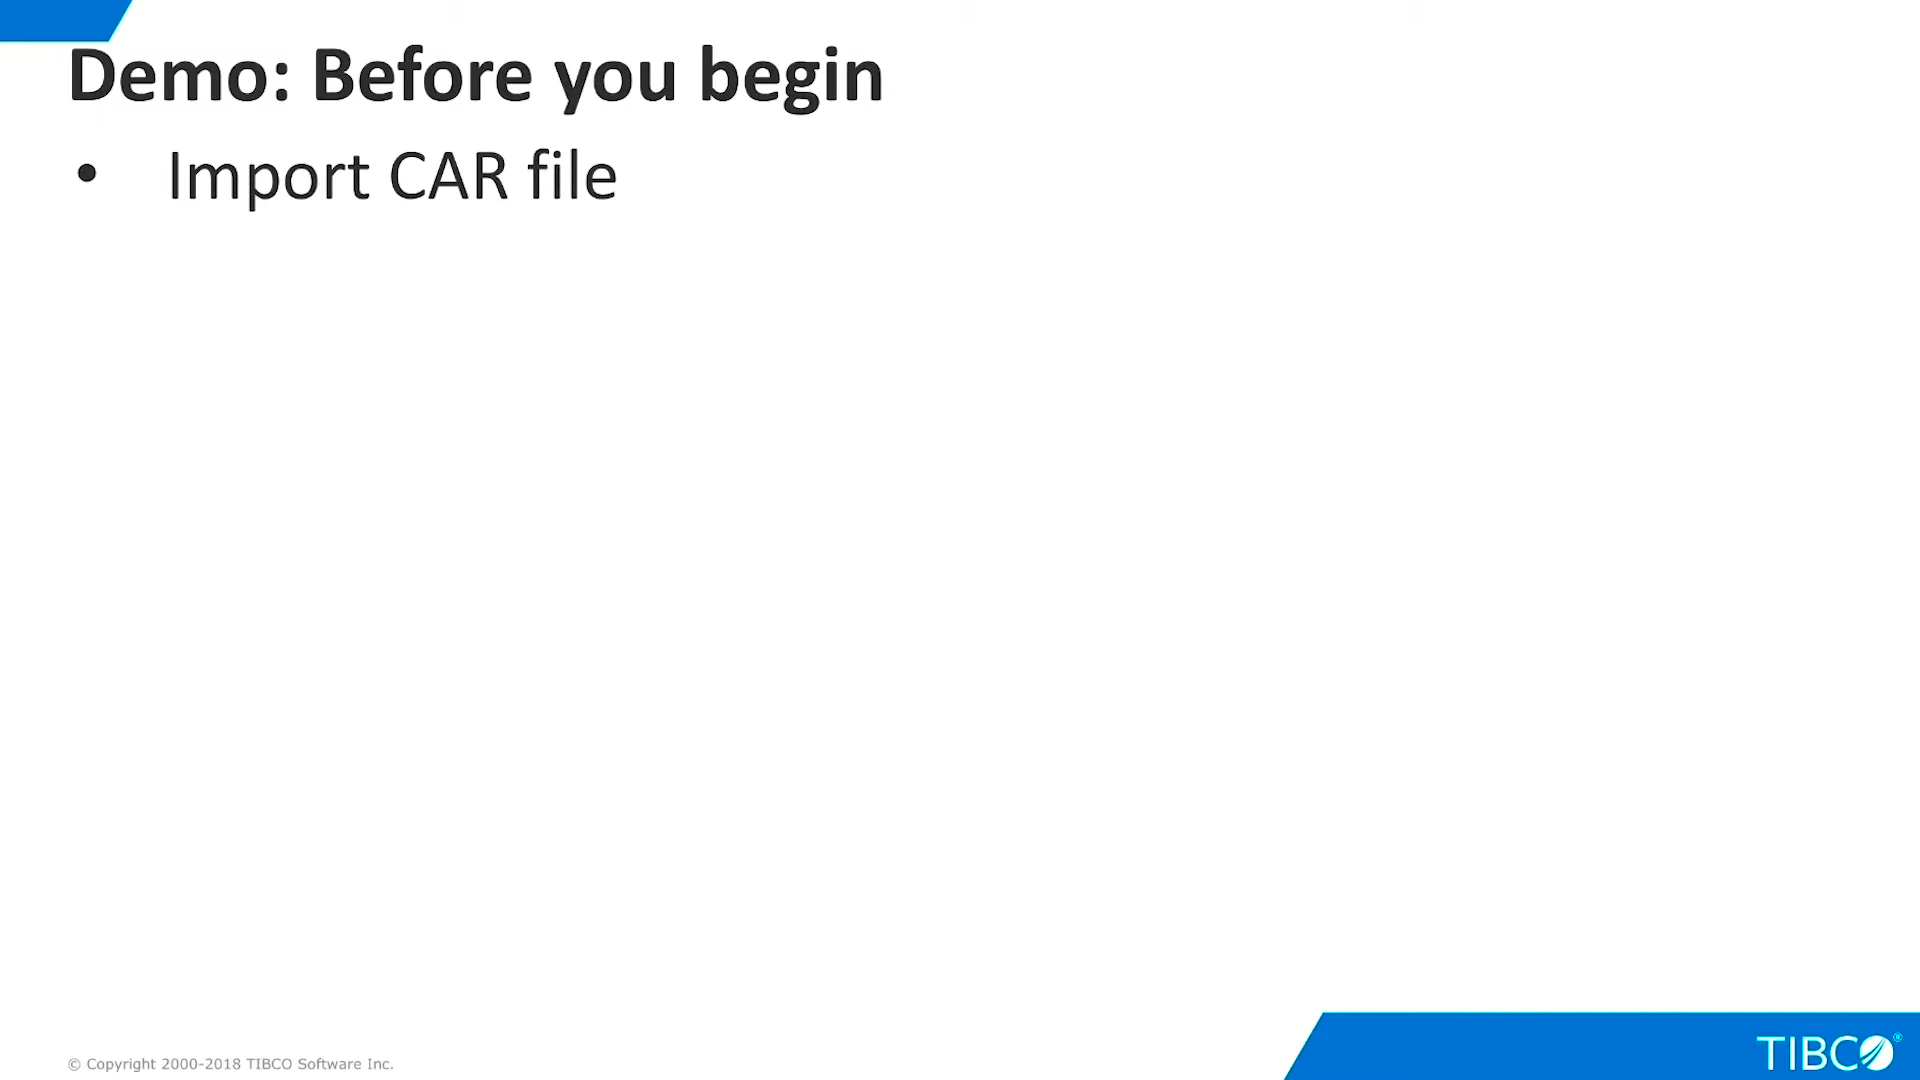 Demo: Before you begin
• Import CAR file
© Copyright 2000-2018 TIBCO Software Inc.
TIBCO®